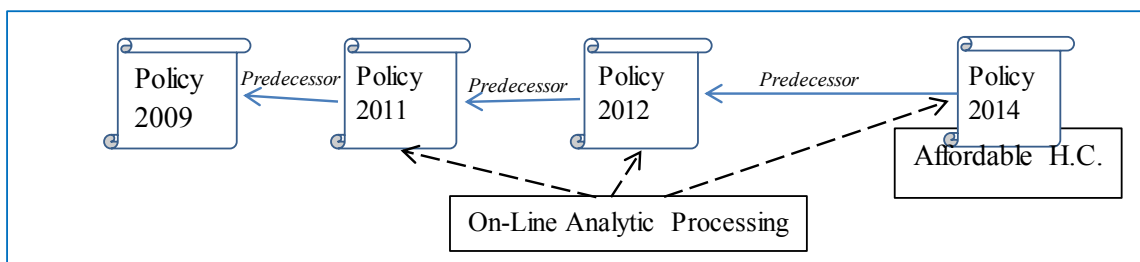 Policy
2009
Predecessor
Policy
2011
Predecessor
Policy
2012
Predecessor
Policy
2014
Affordable H.C.
On-Line Analytic Processing